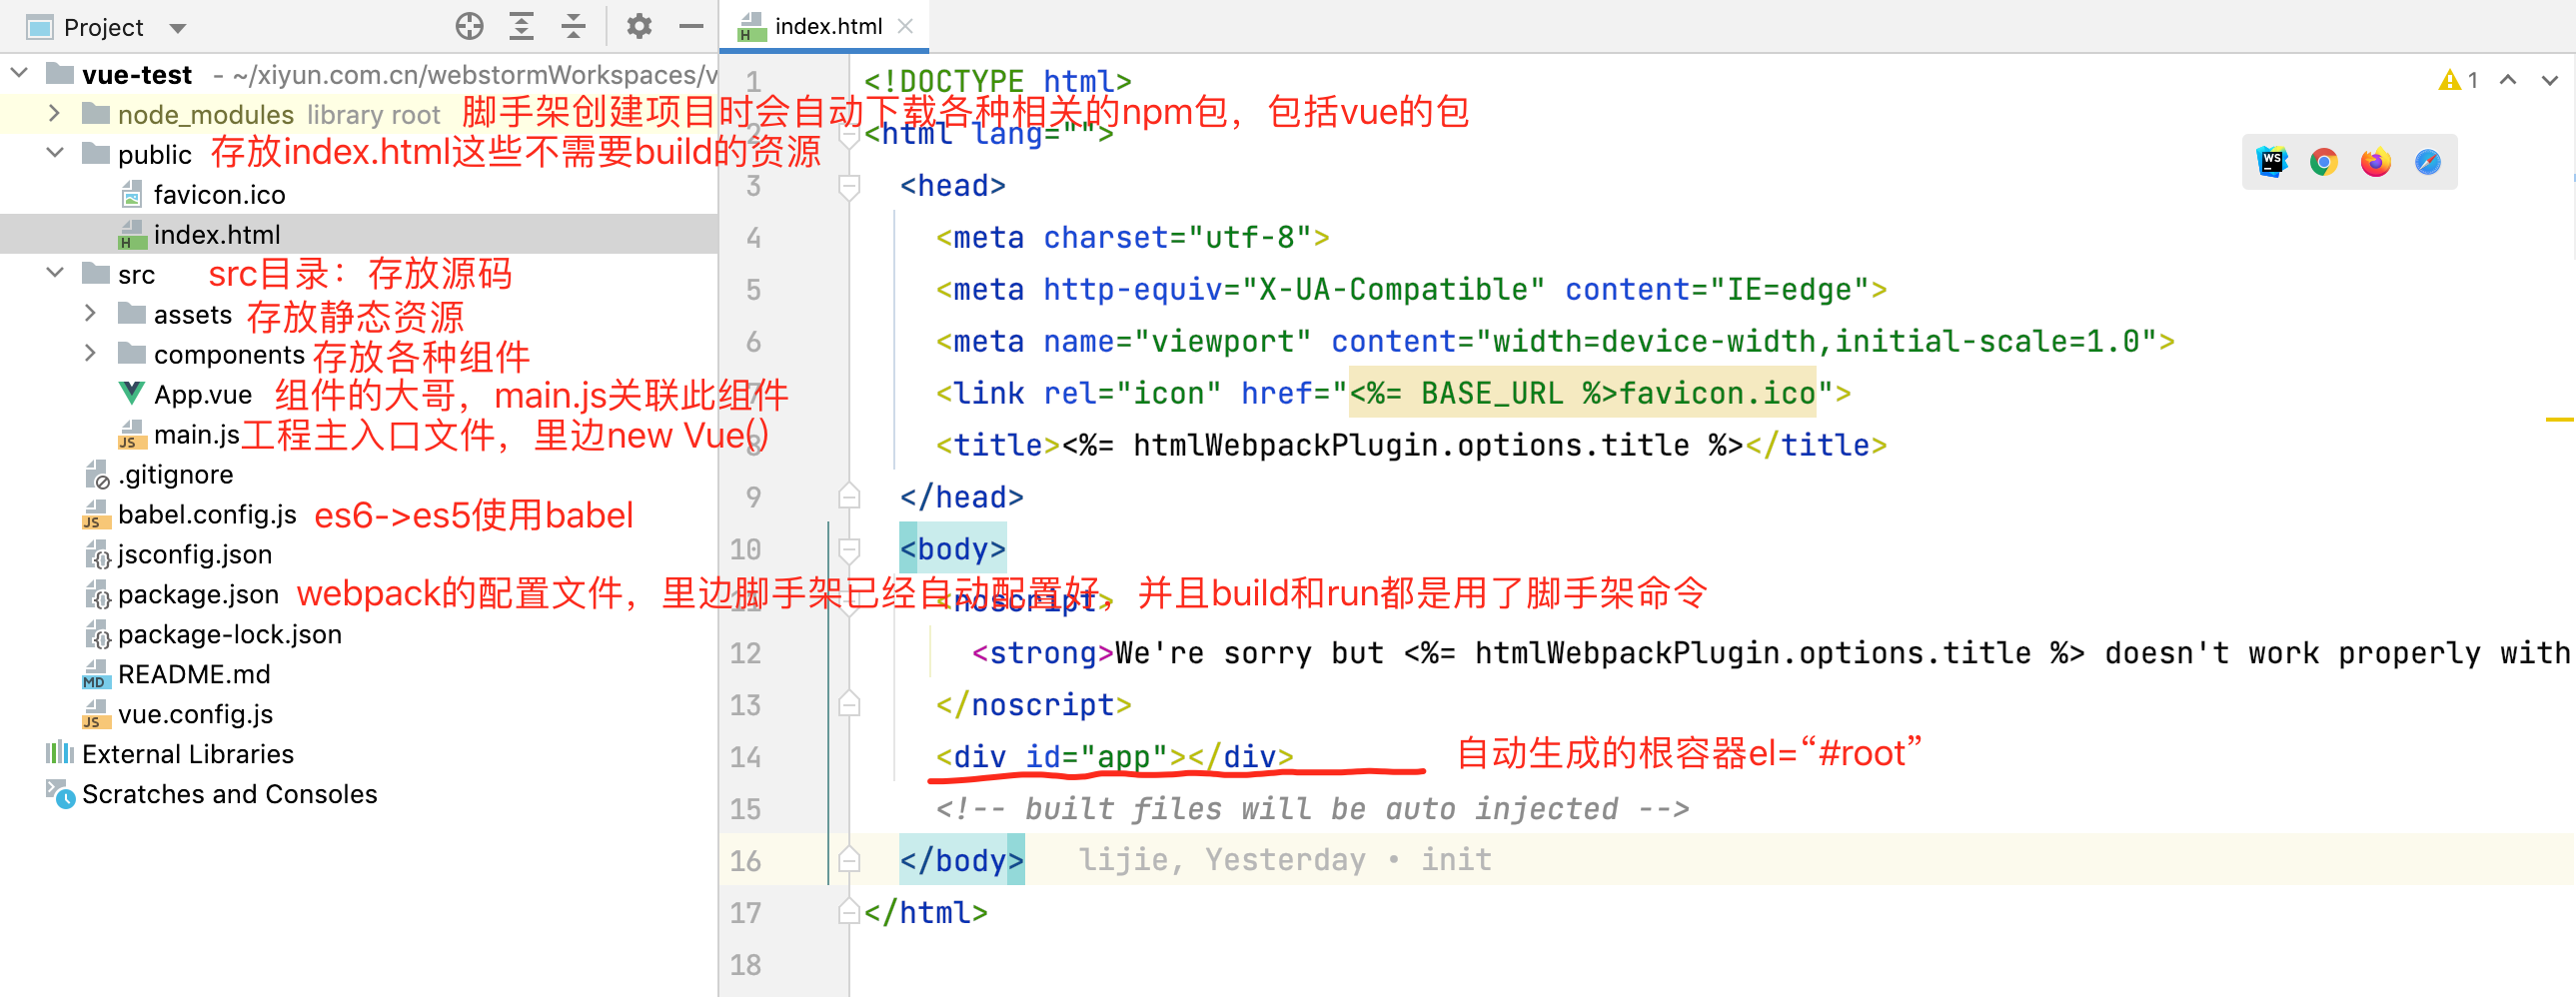 Project
index.html
vue-test - ~/xiyun.com.cn/webstormWorkspaces/v
node_modules library root 脚手架创建项目时会自动下载各种相关的npm包，包括vue的包
public 存放index.html这些不需要build的资源
favicon.ico
index.html
src src目录：存放源码
assets 存放静态资源
components 存放各种组件
App.vue 组件的大哥，main.js关联此组件
main.js 工程主入口文件，里边new Vue()
.gitignore
babel.config.js es6->es5使用babel
jsconfig.json
package.json webpack的配置文件，里边脚手架已经自动配置好，并且build和run都是用了脚手架命令
package-lock.json
README.md
vue.config.js
External Libraries
Scratches and Consoles
1 <!DOCTYPE html>
1
2 <html lang="">
3 <head>
4 <meta charset="utf-8">
5 <meta http-equiv="X-UA-Compatible" content="IE=edge">
6 <meta name="viewport" content="width=device-width,initial-scale=1.0">
7 <link rel="icon" href="<%= BASE_URL %>favicon.ico">
8 <title><%= htmlWebpackPlugin.options.title %></title>
9 </head>
10 <body>
11 <noscript>
12 <strong>We're sorry but <%= htmlWebpackPlugin.options.title %> doesn't work properly with
13 </noscript>
14 <div id="app"></div> 自动生成的根容器el=“#root”
15 <!-- built files will be auto injected -->
16 </body> lijie, Yesterday • init
17 </html>
18